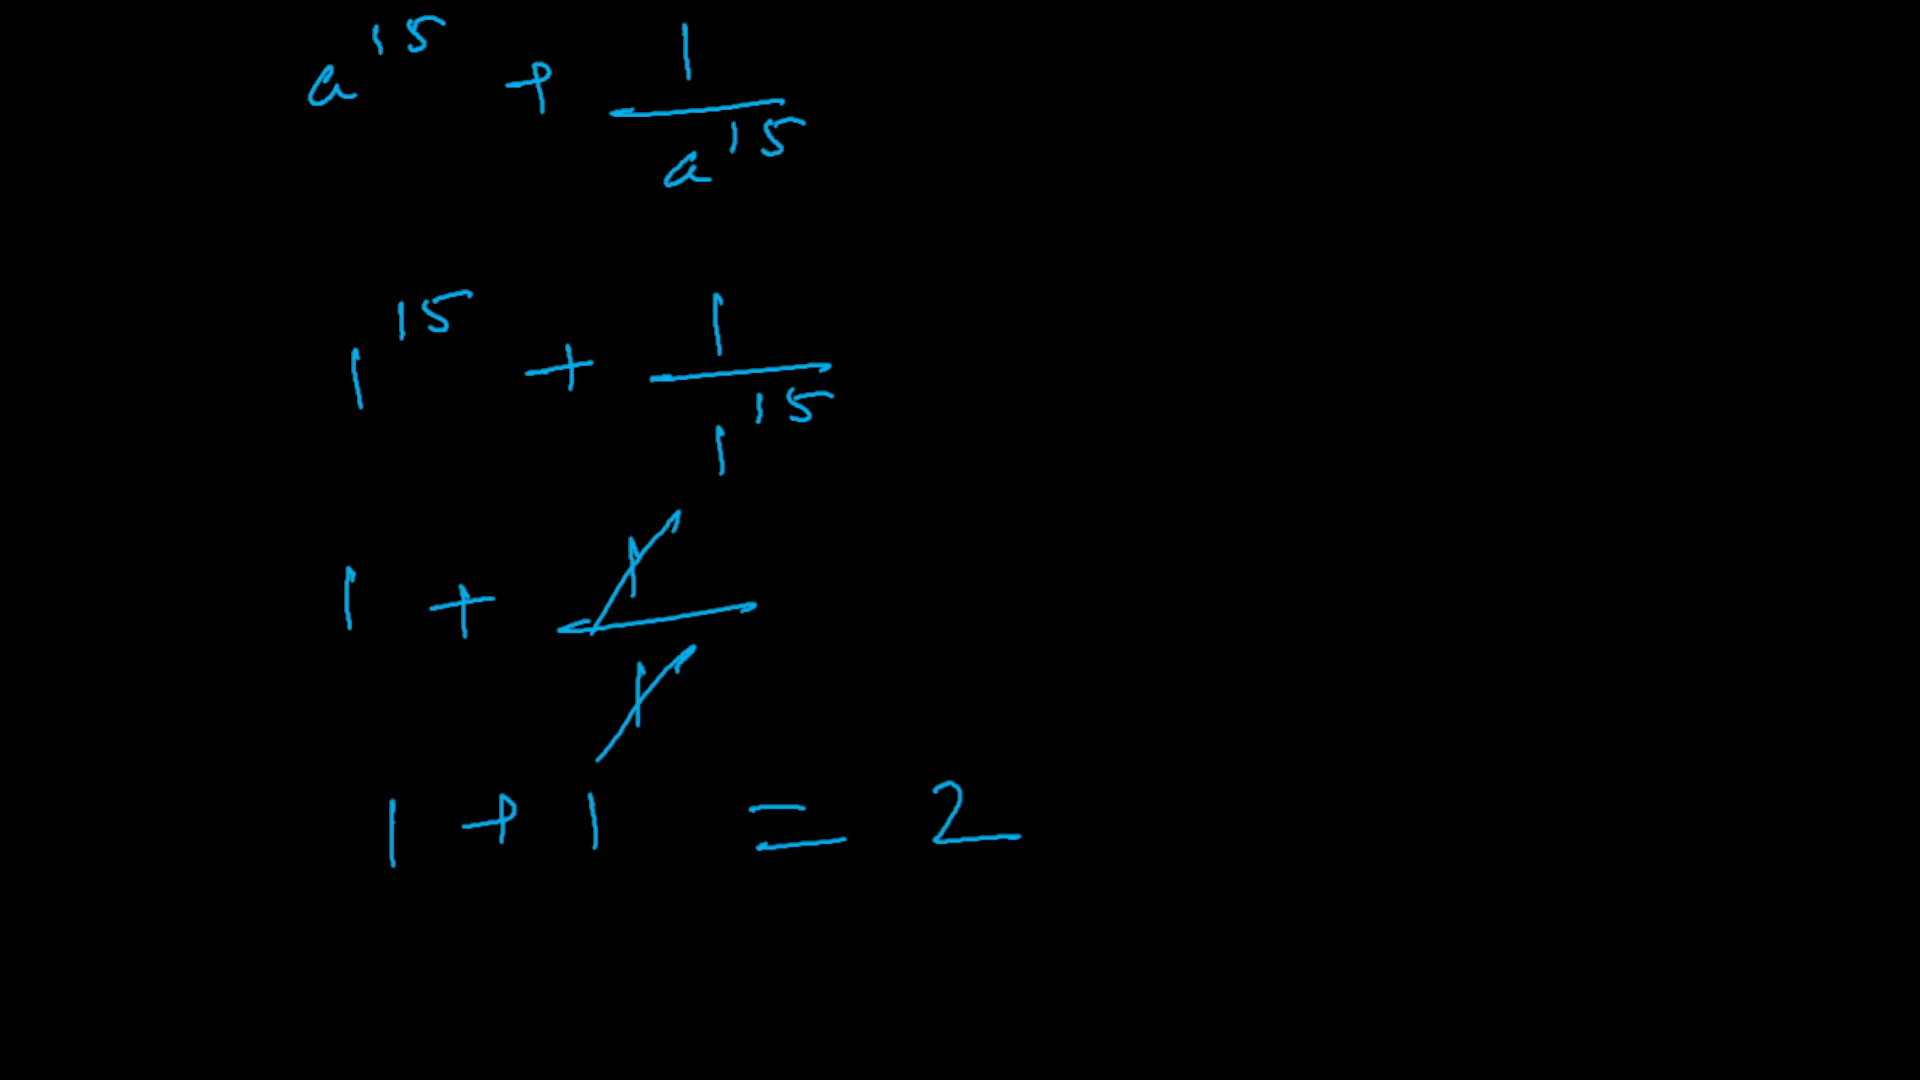 a^15 + 1/a^15
1^15 + 1/1^15
1 + 1/1
1 + 1 = 2